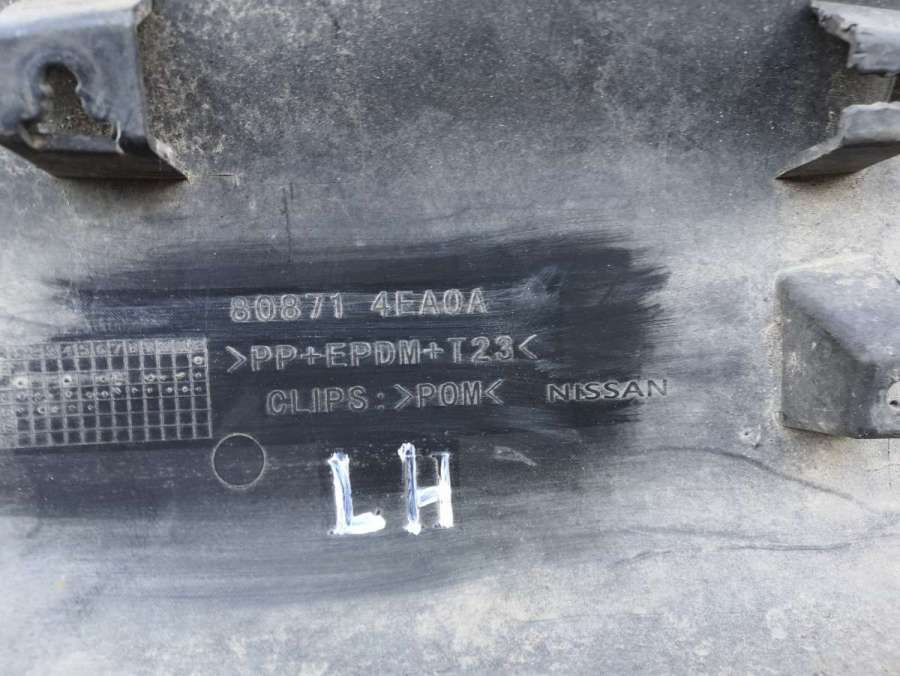 80871 4EA0A
>PP+EPDM+T23<
CLIPS:>POM< NISSAN
LH